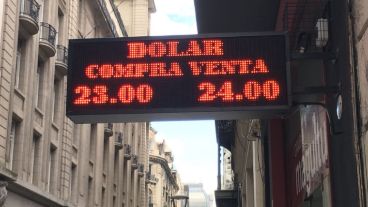 DOLAR
COMPRA VENTA
23.00 24.00